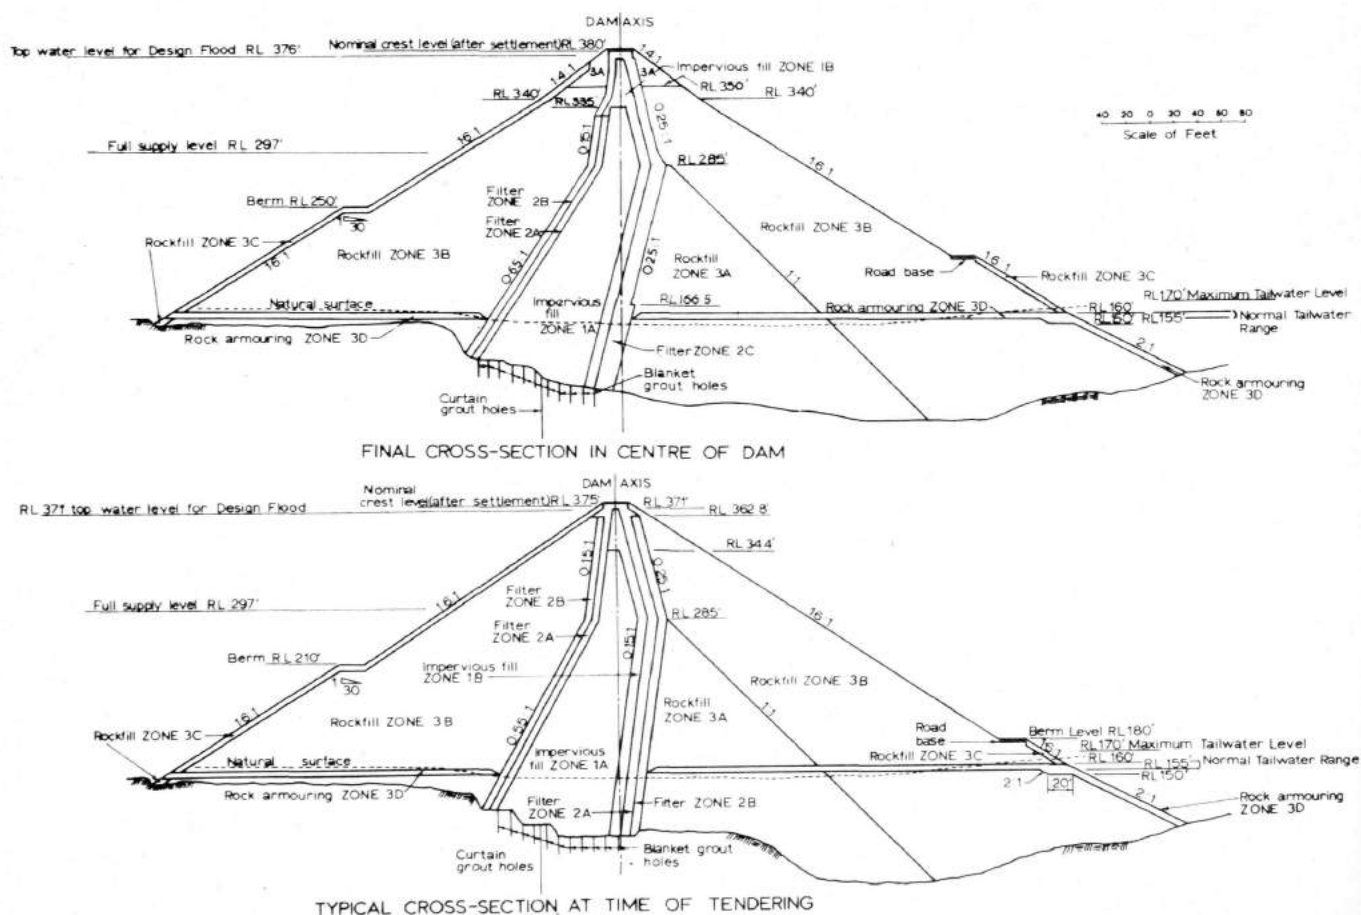 DAM AXIS
Top water level for Design Flood RL 376'
Nominal crest level (after settlement) RL 380'
1.4:1
1.4:1
3A
3A
Impervious fill ZONE 1B
RL 350'
RL 340'
RL 340'
RL 335
40 20 0 20 40 60 80
Scale of Feet
1.6:1
0.15:1
0.25:1
1.6:1
Full supply level RL 297'
RL 285'
Berm RL 250'
30
Filter
ZONE 2B
Filter
ZONE 2A
Rockfill ZONE 3C
Rockfill ZONE 3B
1.6:1
0.65:1
0.25:1
Rockfill
ZONE 3A
1:1
Rockfill ZONE 3B
Road base
1.6:1
Rockfill ZONE 3C
Natural surface
Impervious
fill
ZONE 1A
RL 166.5
Rock armouring ZONE 3D
RL 160'
RL 150'
RL 170' Maximum Tailwater Level
RL 155'
Normal Tailwater
Range
Rock armouring ZONE 3D
Filter ZONE 2C
2:1
Blanket
grout holes
Curtain
grout holes
Rock armouring
ZONE 3D
FINAL CROSS-SECTION IN CENTRE OF DAM
DAM AXIS
Nominal
crest level (after settlement) RL 375'
RL 371' top water level for Design Flood
RL 371'
RL 362.8'
RL 344'
0.15:1
0.25:1
1.6:1
1.6:1
Full supply level RL 297'
Filter
ZONE 2B
Filter
ZONE 2A
RL 285'
0.15:1
Berm RL 210'
1
30
Impervious fill
ZONE 1B
Rockfill ZONE 3B
Rockfill ZONE 3C
1.6:1
Rockfill ZONE 3B
0.55:1
Rockfill
ZONE 3A
1:1
Road
base
Berm Level RL 180'
1.6:1
RL 170' Maximum Tailwater Level
Rockfill ZONE 3C
RL 160'
RL 155'
Normal Tailwater Range
RL 150'
Natural surface
Impervious
fill ZONE 1A
Rock armouring ZONE 3D
Filter
ZONE 2A
Filter ZONE 2B
2:1
20'
2:1
Rock armouring
ZONE 3D
Curtain
grout holes
Blanket grout
holes
TYPICAL CROSS-SECTION AT TIME OF TENDERING